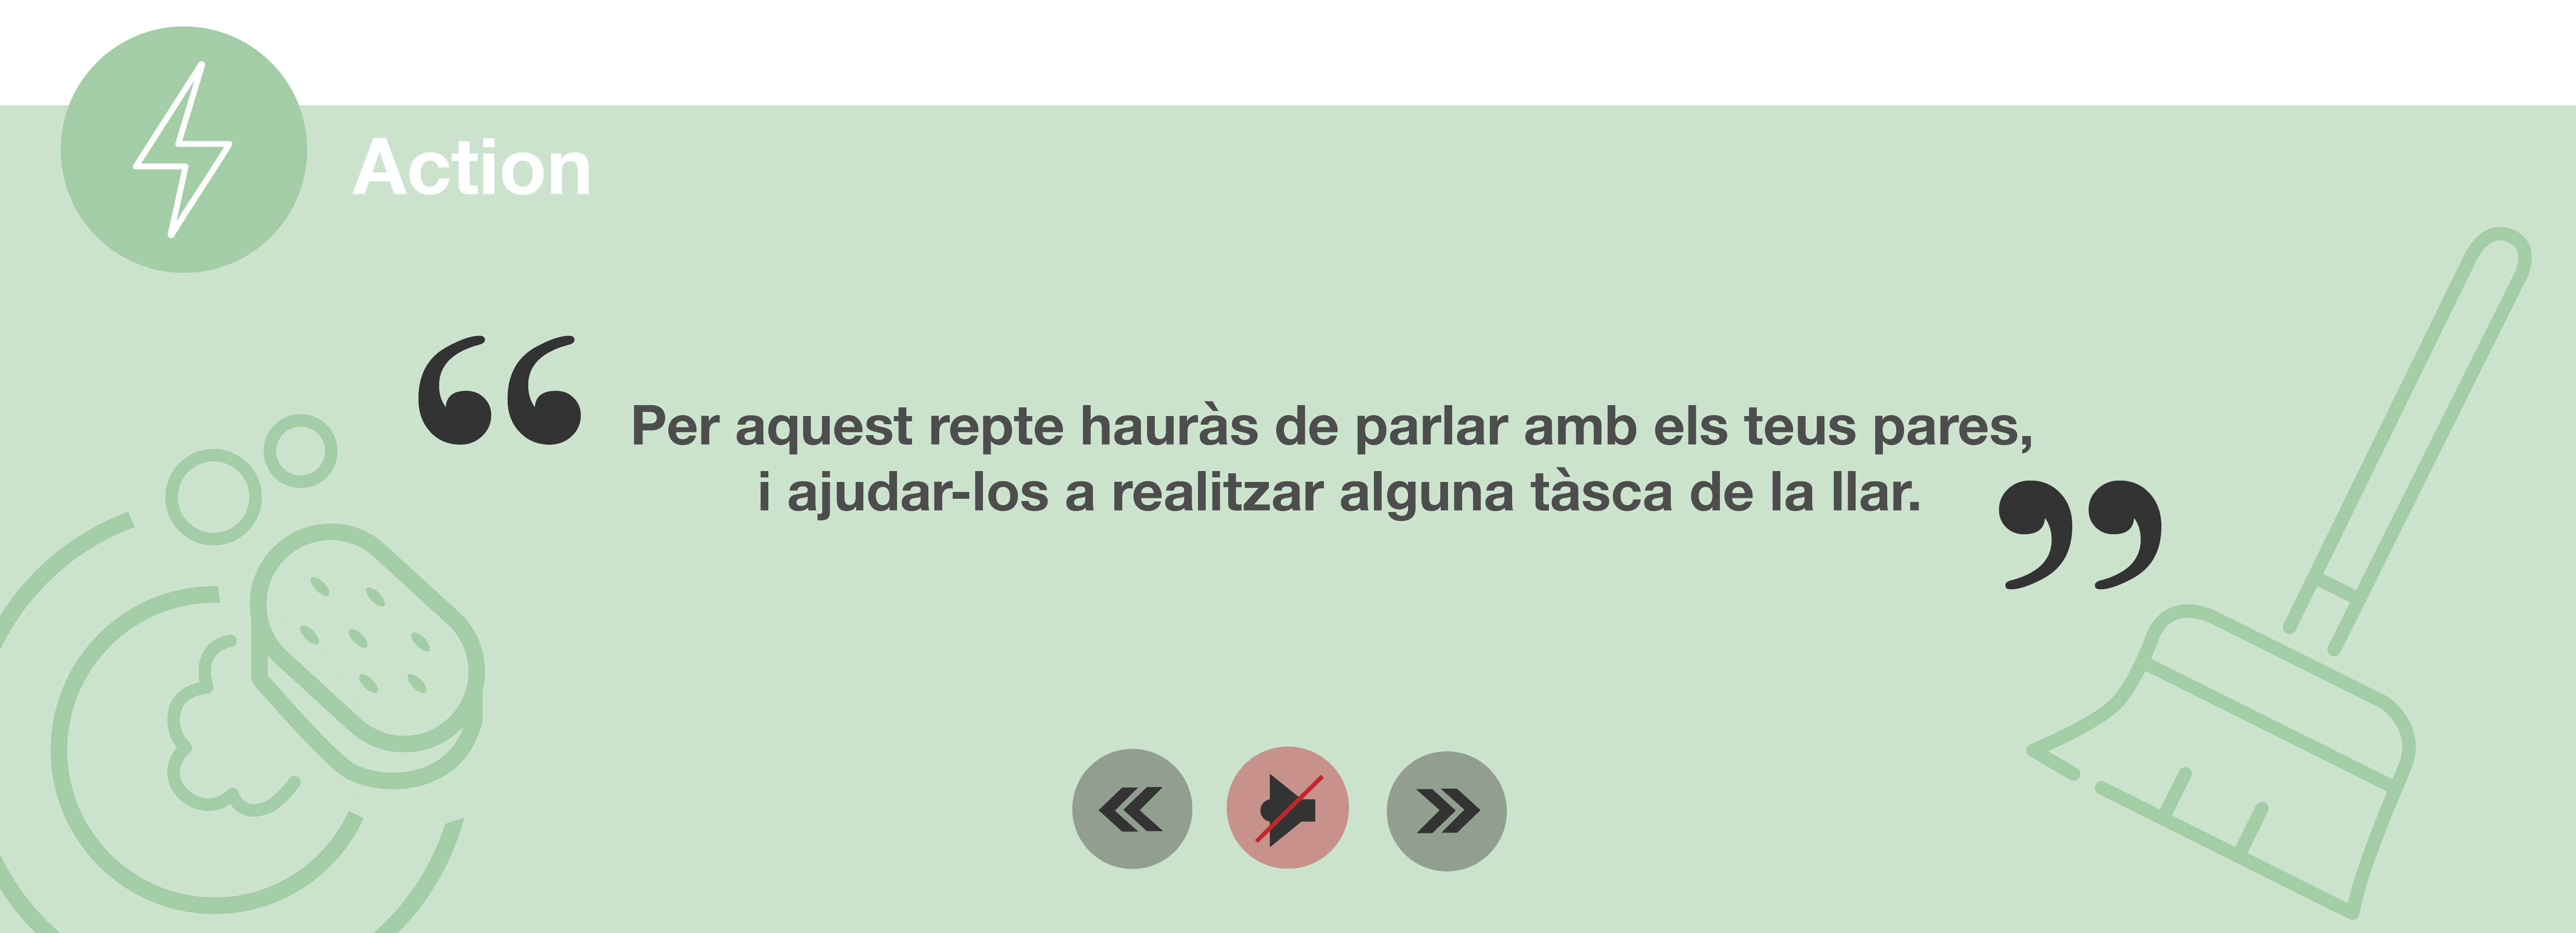 Action
“ Per aquest repte hauràs de parlar amb els teus pares,
i ajudar-los a realitzar alguna tàsca de la llar. ”